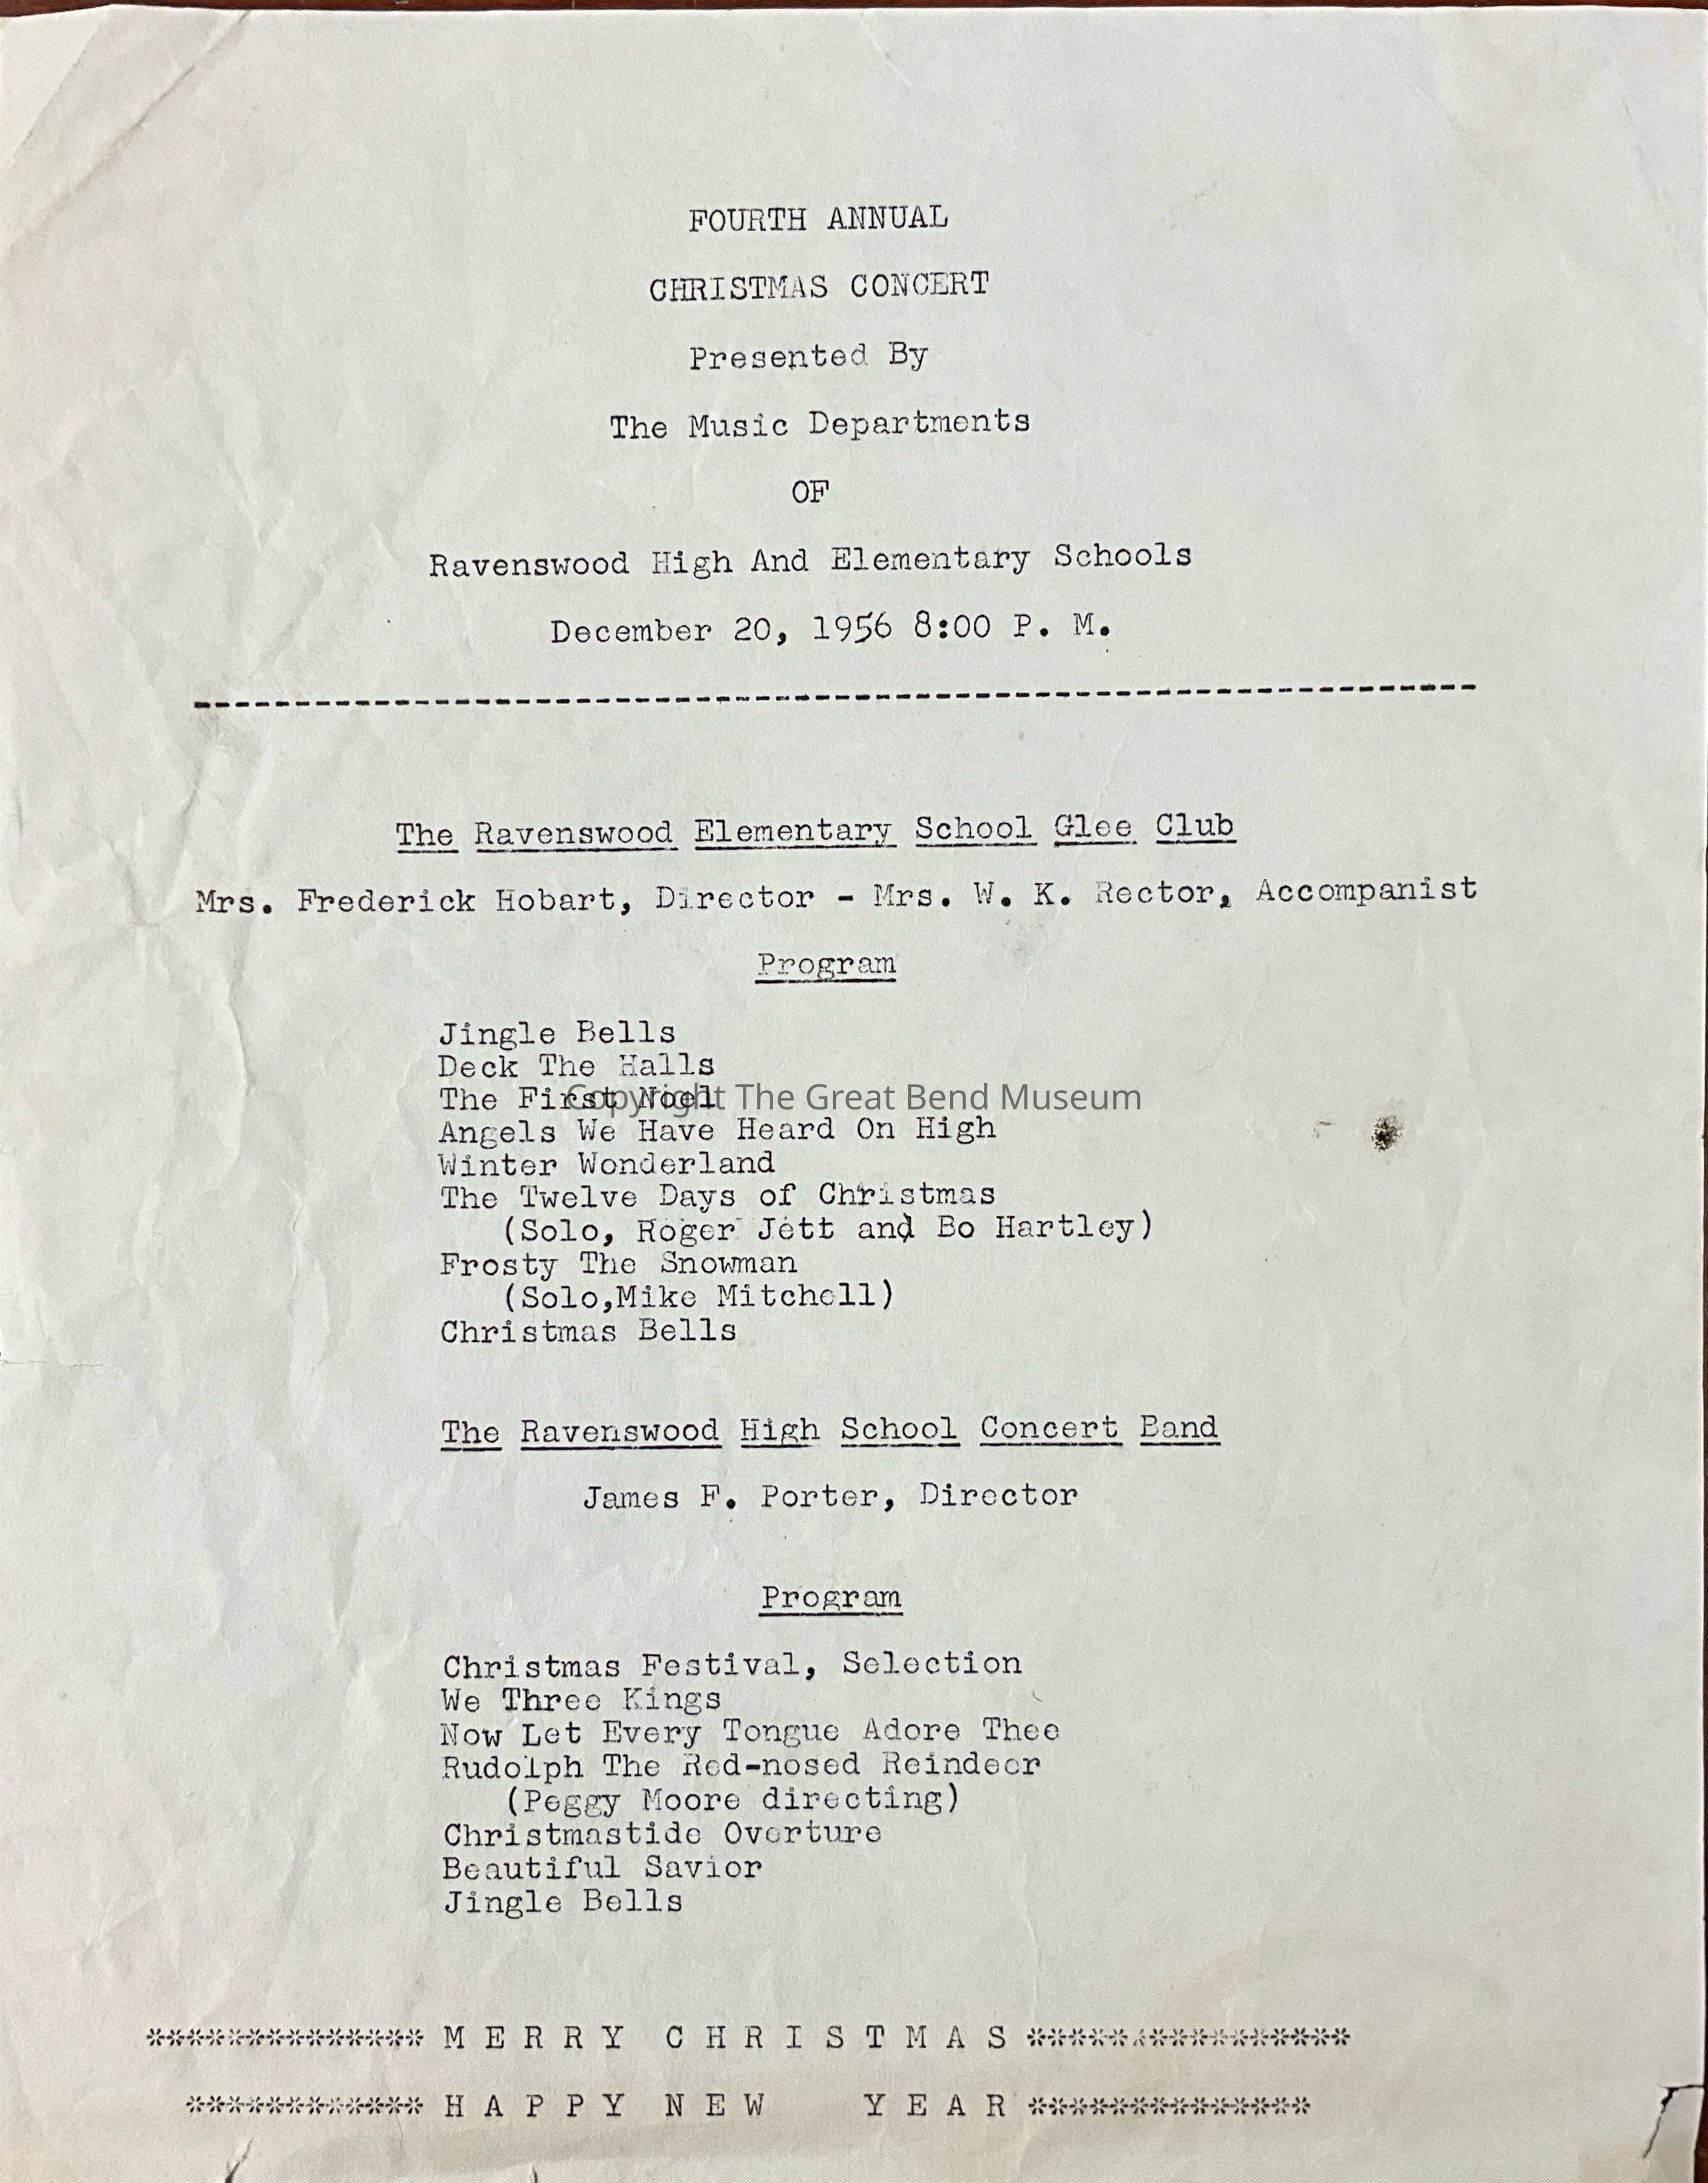 FOURTH ANNUAL
CHRISTMAS CONCERT
Presented By
The Music Departments
OF
Ravenswood High And Elementary Schools
December 20, 1956 8:00 P. M.
----------------------------------------------------------------
The Ravenswood Elementary School Glee Club
Mrs. Frederick Hobart, Director - Mrs. W. K. Rector, Accompanist
Program
Jingle Bells
Deck The Halls
The First Noel
Copyright The Great Bend Museum
Angels We Have Heard On High
Winter Wonderland
The Twelve Days of Christmas
(Solo, Roger Jett and Bo Hartley)
Frosty The Snowman
(Solo,Mike Mitchell)
Christmas Bells
The Ravenswood High School Concert Band
James F. Porter, Director
Program
Christmas Festival, Selection
We Three Kings
Now Let Every Tongue Adore Thee
Rudolph The Red-nosed Reindeer
(Peggy Moore directing)
Christmastide Overture
Beautiful Savior
Jingle Bells
************** M E R R Y  C H R I S T M A S ****************
************ H A P P Y  N E W    Y E A R **************